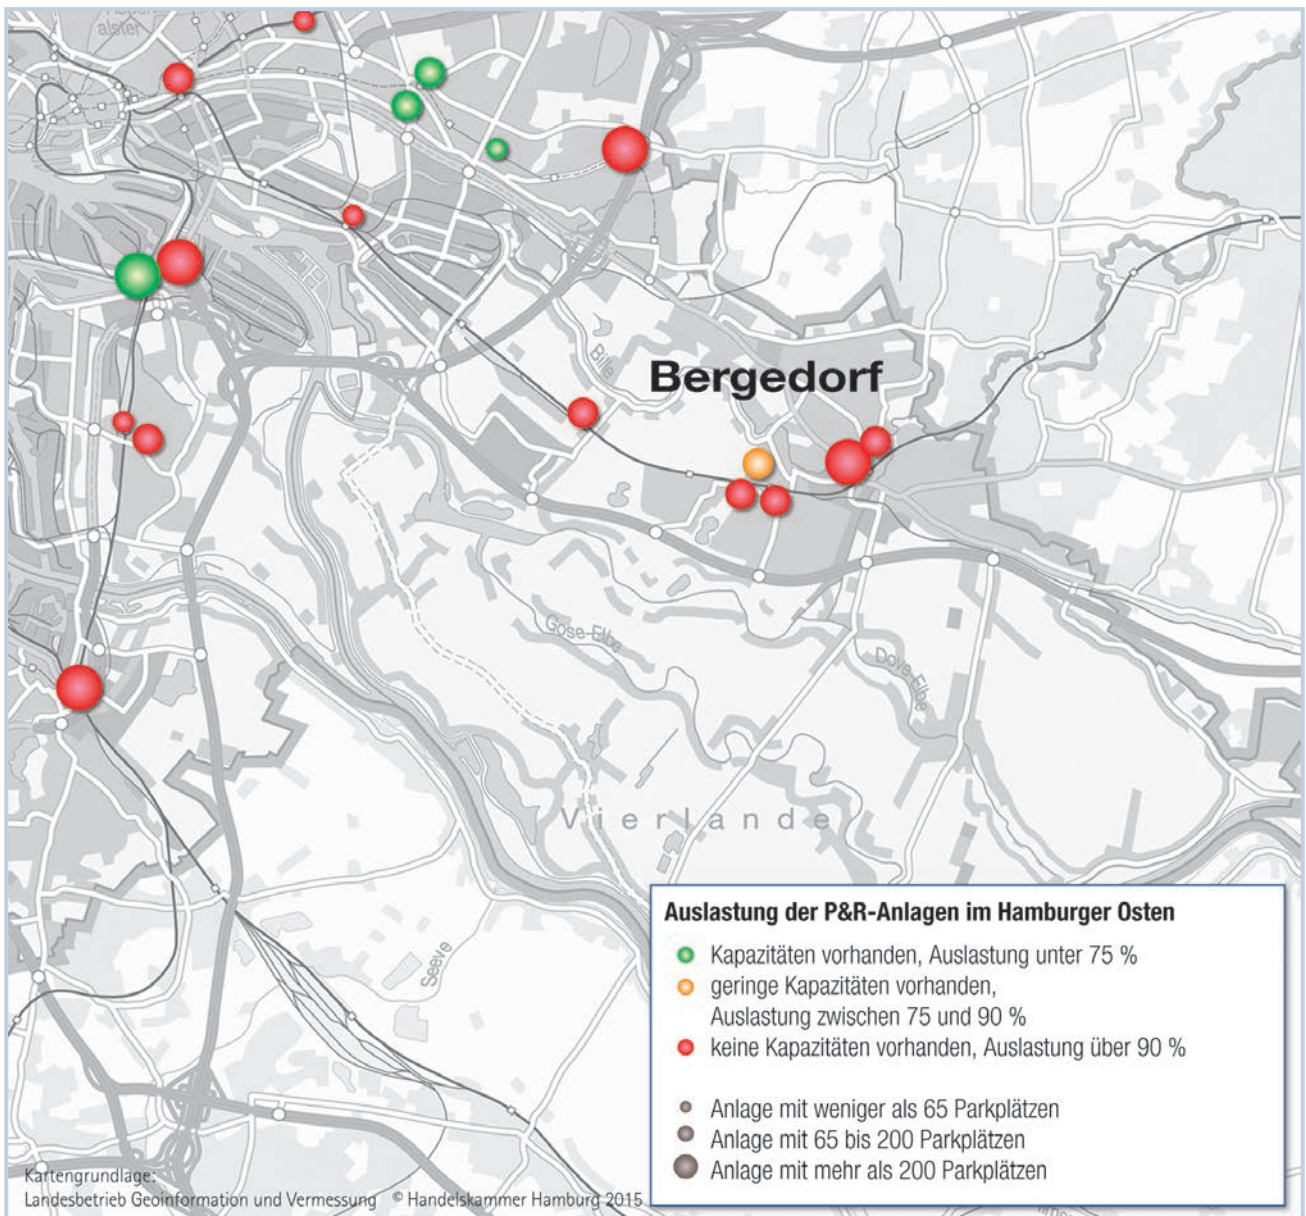 alster
Bille
Bergedorf
Gose-Elbe
Dove-Elbe
Vierlande
Seeve
Auslastung der P&R-Anlagen im Hamburger Osten
Kapazitäten vorhanden, Auslastung unter 75 %
geringe Kapazitäten vorhanden,
Auslastung zwischen 75 und 90 %
keine Kapazitäten vorhanden, Auslastung über 90 %
Anlage mit weniger als 65 Parkplätzen
Anlage mit 65 bis 200 Parkplätzen
Anlage mit mehr als 200 Parkplätzen
Kartengrundlage:
Landesbetrieb Geoinformation und Vermessung © Handelskammer Hamburg 2015